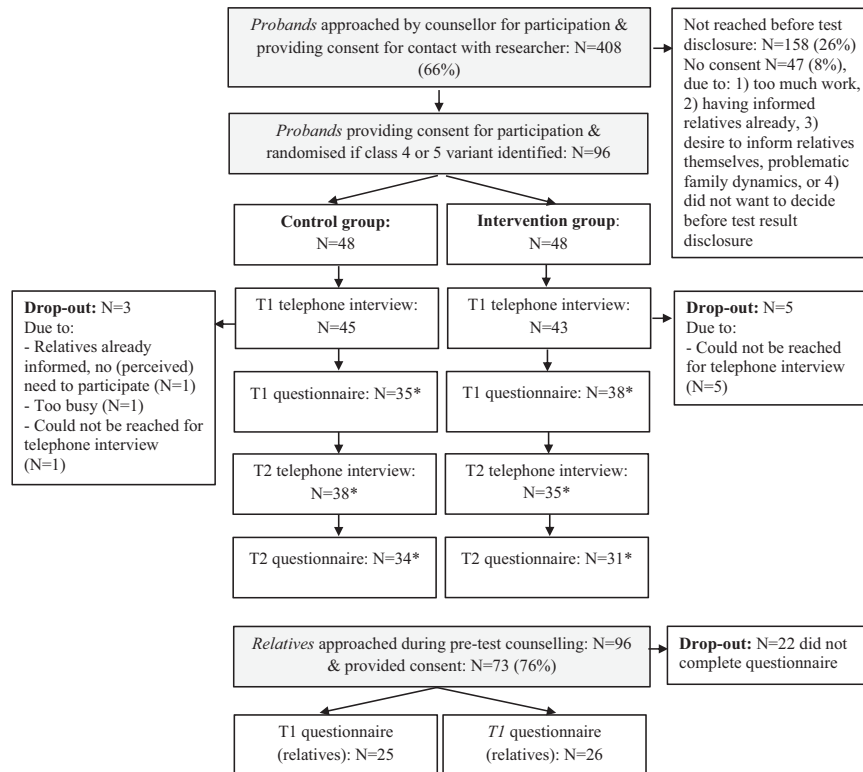 Probands approached by counsellor for participation &
providing consent for contact with researcher: N=408
(66%)
Not reached before test
disclosure: N=158 (26%)
No consent N=47 (8%),
due to: 1) too much work,
2) having informed
relatives already, 3)
desire to inform relatives
themselves, problematic
family dynamics, or 4)
did not want to decide
before test result
disclosure
Probands providing consent for participation &
randomised if class 4 or 5 variant identified: N=96
Control group:
N=48
Intervention group:
N=48
Drop-out: N=3
Due to:
- Relatives already
informed, no (perceived)
need to participate (N=1)
- Too busy (N=1)
- Could not be reached for
telephone interview
(N=1)
T1 telephone interview:
N=45
T1 telephone interview:
N=43
Drop-out: N=5
Due to:
- Could not be reached
for telephone interview
(N=5)
T1 questionnaire: N=35*
T1 questionnaire: N=38*
T2 telephone interview:
N=38*
T2 telephone interview:
N=35*
T2 questionnaire: N=34*
T2 questionnaire: N=31*
Relatives approached during pre-test counselling: N=96
& provided consent: N=73 (76%)
Drop-out: N=22 did not
complete questionnaire
T1 questionnaire
(relatives): N=25
T1 questionnaire
(relatives): N=26